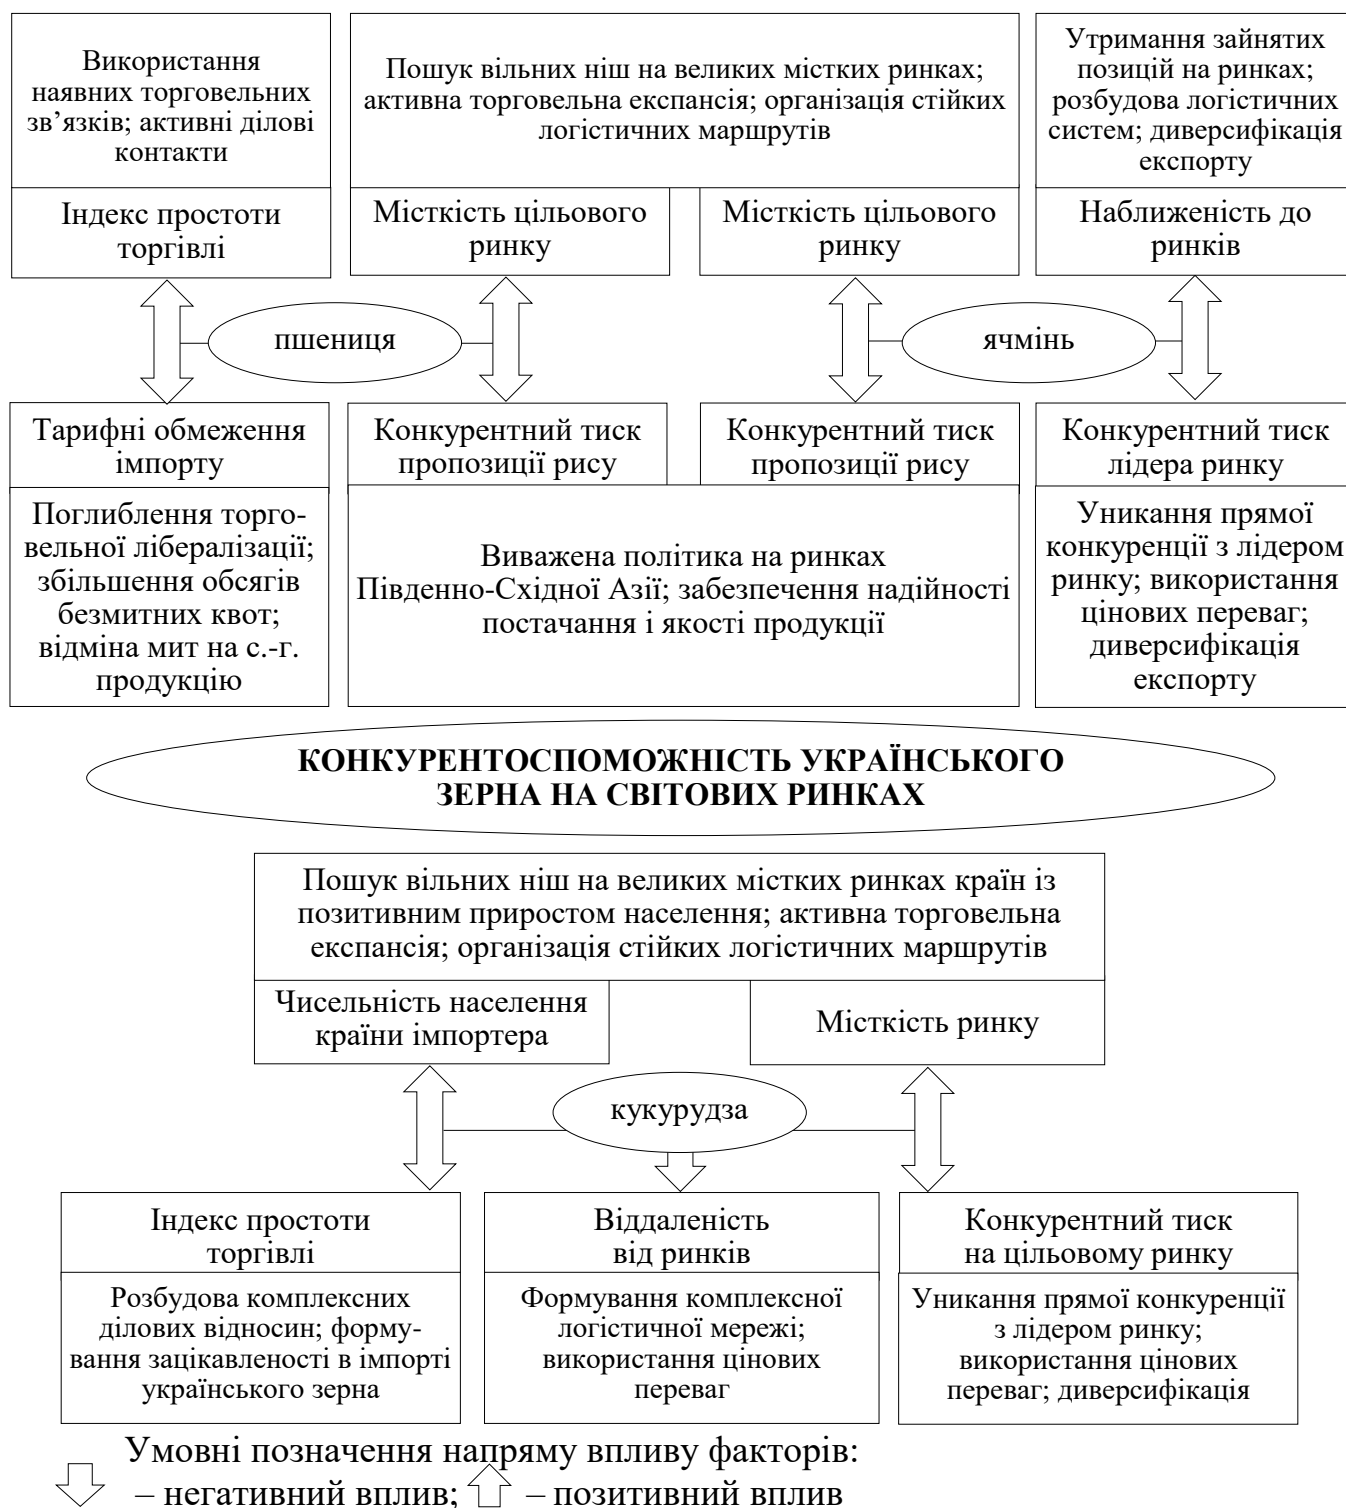 Використання
наявних торговельних
зв’язків; активні ділові
контакти
Пошук вільних ніш на великих містких ринках;
активна торговельна експансія; організація стійких
логістичних маршрутів
Утримання зайнятих
позицій на ринках;
розбудова логістичних
систем; диверсифікація
експорту
Індекс простоти
торгівлі
Місткість цільового
ринку
Місткість цільового
ринку
Наближеність до
ринків
пшениця
ячмінь
Тарифні обмеження
імпорту
Конкурентний тиск
пропозиції рису
Конкурентний тиск
пропозиції рису
Конкурентний тиск
лідера ринку
Поглиблення торго-
вельної лібералізації;
збільшення обсягів
безмитних квот;
відміна мит на с.-г.
продукцію
Виважена політика на ринках
Південно-Східної Азії; забезпечення надійності
постачання і якості продукції
Уникання прямої
конкуренції з лідером
ринку; використання
цінових переваг;
диверсифікація
експорту
КОНКУРЕНТОСПОМОЖНІСТЬ УКРАЇНСЬКОГО
ЗЕРНА НА СВІТОВИХ РИНКАХ
Пошук вільних ніш на великих містких ринках країн із
позитивним приростом населення; активна торговельна
експансія; організація стійких логістичних маршрутів
Чисельність населення
країни імпортера
Місткість ринку
кукурудза
Індекс простоти
торгівлі
Віддаленість
від ринків
Конкурентний тиск
на цільовому ринку
Розбудова комплексних
ділових відносин; форму-
вання зацікавленості в імпорті
українського зерна
Формування комплексної
логістичної мережі;
використання цінових
переваг
Уникання прямої конкуренції
з лідером ринку;
використання цінових
переваг; диверсифікація
Умовні позначення напряму впливу факторів:
– негативний вплив; – позитивний вплив